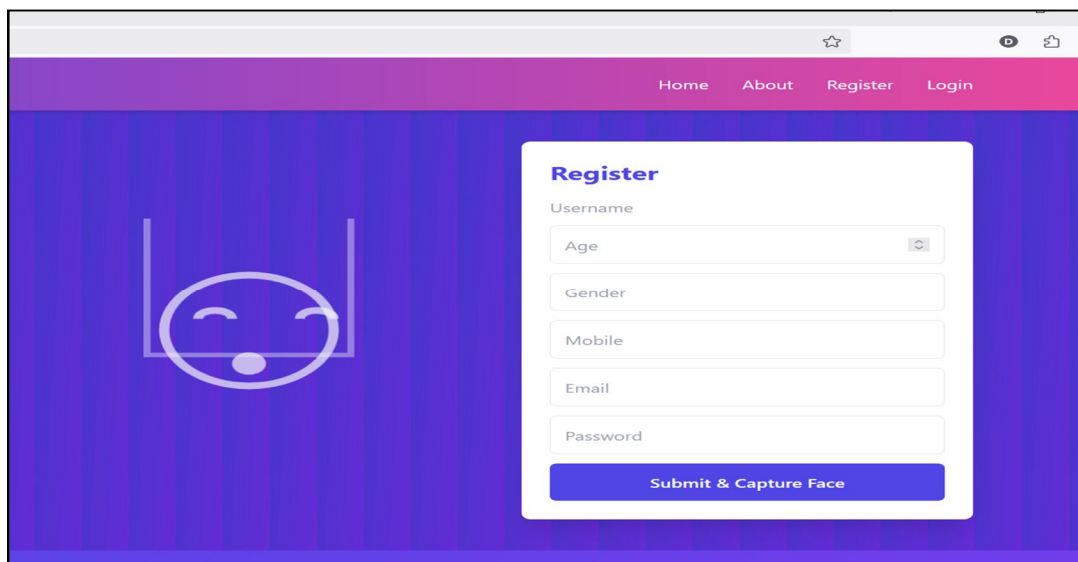 D
Home About Register Login
Register
Username
Age
Gender
Mobile
Email
Password
Submit & Capture Face